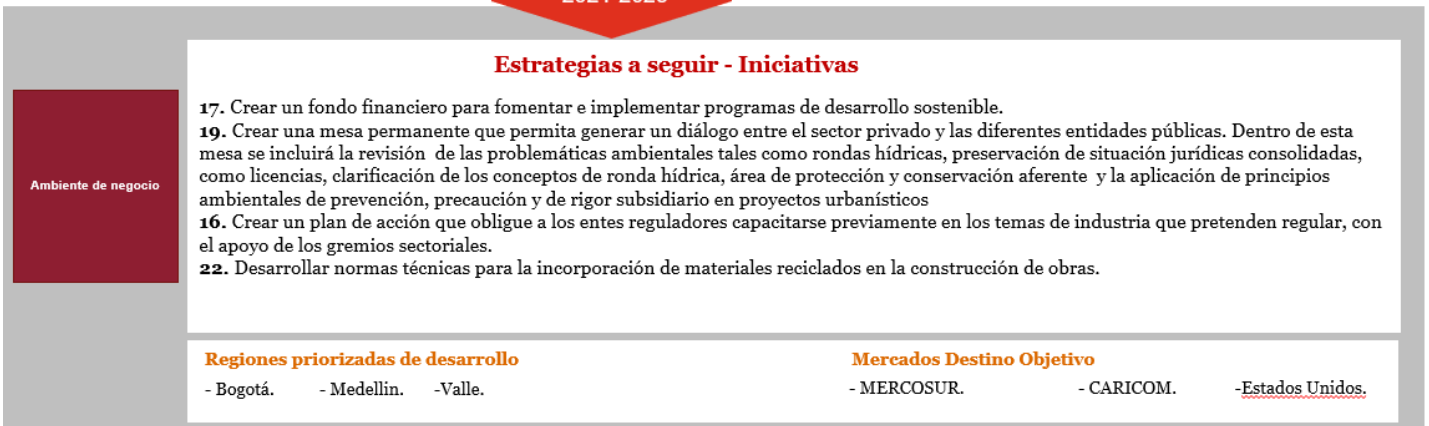 Estrategias a seguir - Iniciativas
17. Crear un fondo financiero para fomentar e implementar programas de desarrollo sostenible.
19. Crear una mesa permanente que permita generar un diálogo entre el sector privado y las diferentes entidades públicas. Dentro de esta
mesa se incluirá la revisión de las problemáticas ambientales tales como rondas hídricas, preservación de situación jurídicas consolidadas,
como licencias, clarificación de los conceptos de ronda hídrica, área de protección y conservación aferente y la aplicación de principios
ambientales de prevención, precaución y de rigor subsidiario en proyectos urbanísticos
16. Crear un plan de acción que obligue a los entes reguladores capacitarse previamente en los temas de industria que pretenden regular, con
el apoyo de los gremios sectoriales.
22. Desarrollar normas técnicas para la incorporación de materiales reciclados en la construcción de obras.
Ambiente de negocio
Regiones priorizadas de desarrollo
- Bogotá. - Medellin. -Valle.
Mercados Destino Objetivo
- MERCOSUR. - CARICOM. -Estados Unidos.